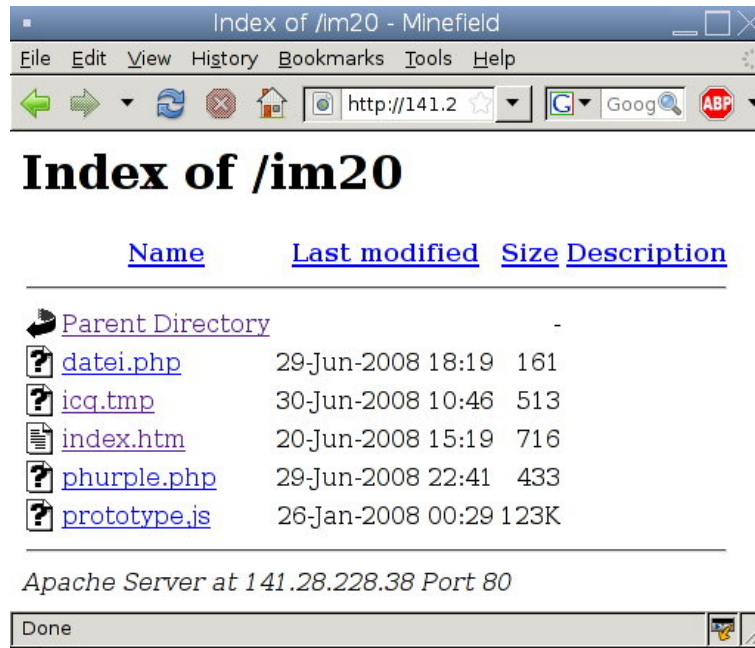 Index of /im20 - Minefield
File Edit View History Bookmarks Tools Help
http://141.2 G Goog ABP
Index of /im20
Name Last modified Size Description
Parent Directory -
datei.php 29-Jun-2008 18:19 161
icq.tmp 30-Jun-2008 10:46 513
index.htm 20-Jun-2008 15:19 716
phurple.php 29-Jun-2008 22:41 433
prototype.js 26-Jan-2008 00:29 123K
Apache Server at 141.28.228.38 Port 80
Done